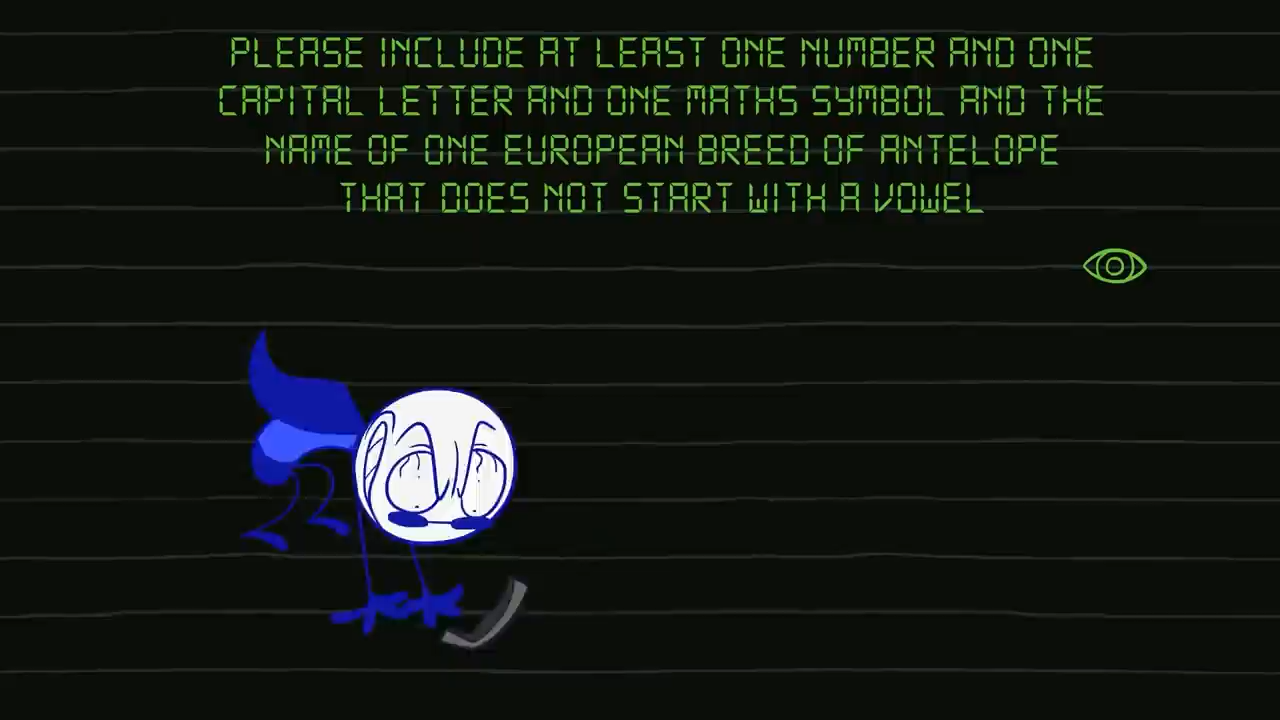 PLEASE INCLUDE AT LEAST ONE NUMBER AND ONE
CAPITAL LETTER AND ONE MATHS SYMBOL AND THE
NAME OF ONE EUROPEAN BREED OF ANTELOPE
THAT DOES NOT START WITH A VOWEL